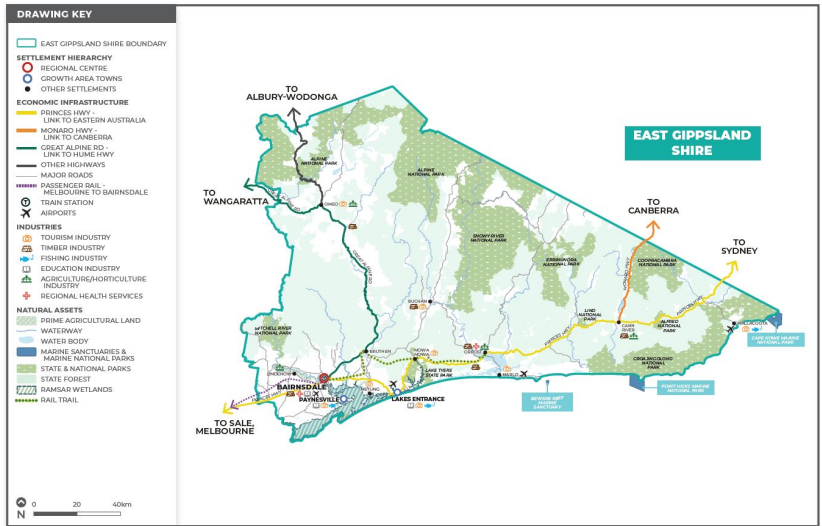 DRAWING KEY
EAST GIPPSLAND SHIRE BOUNDARY
SETTLEMENT HIERARCHY
REGIONAL CENTRE
GROWTH AREA TOWNS
OTHER SETTLEMENTS
ECONOMIC INFRASTRUCTURE
PRINCES HWY -
LINK TO EASTERN AUSTRALIA
MONARO HWY -
LINK TO CANBERRA
GREAT ALPINE RD -
LINK TO HUME HWY
OTHER HIGHWAYS
MAJOR ROADS
PASSENGER RAIL -
MELBOURNE TO BAIRNSDALE
TRAIN STATION
AIRPORTS
INDUSTRIES
TOURISM INDUSTRY
TIMBER INDUSTRY
FISHING INDUSTRY
EDUCATION INDUSTRY
AGRICULTURE/HORTICULTURE
INDUSTRY
REGIONAL HEALTH SERVICES
NATURAL ASSETS
PRIME AGRICULTURAL LAND
WATERWAY
WATER BODY
MARINE SANCTUARIES &
MARINE NATIONAL PARKS
STATE & NATIONAL PARKS
STATE FOREST
RAMSAR WETLANDS
RAIL TRAIL
N
0 20 40km
EAST GIPPSLAND
SHIRE
TO
ALBURY-WODONGA
TO
WANGARATTA
TO
CANBERRA
TO
SYDNEY
TO SALE,
MELBOURNE
ALPINE
NATIONAL PARK
ALPINE
NATIONAL PARK
OMEO
GREAT ALPINE RD
SNOWY RIVER
NATIONAL PARK
ERRINUNDRA
NATIONAL PARK
COOPRACAMBRA
NATIONAL PARK
MONARO HWY
LIND
NATIONAL
PARK
ALFRED
NATIONAL
PARK
CANN
RIVER
PRINCES HWY
MALLACOOTA
CAPE HOWE MARINE
NATIONAL PARK
CROAJINGOLONG
NATIONAL PARK
POINT HICKS MARINE
NATIONAL PARK
BEWARE REEF
MARINE
SANCTUARY
BUCHAN
MITCHELL RIVER
NATIONAL PARK
BRUTHEN
NOWA
NOWA
ORBOST
LAKE TYERS
STATE PARK
MARLO
LINDENOW
BAIRNSDALE
PAYNESVILLE
LAKES ENTRANCE